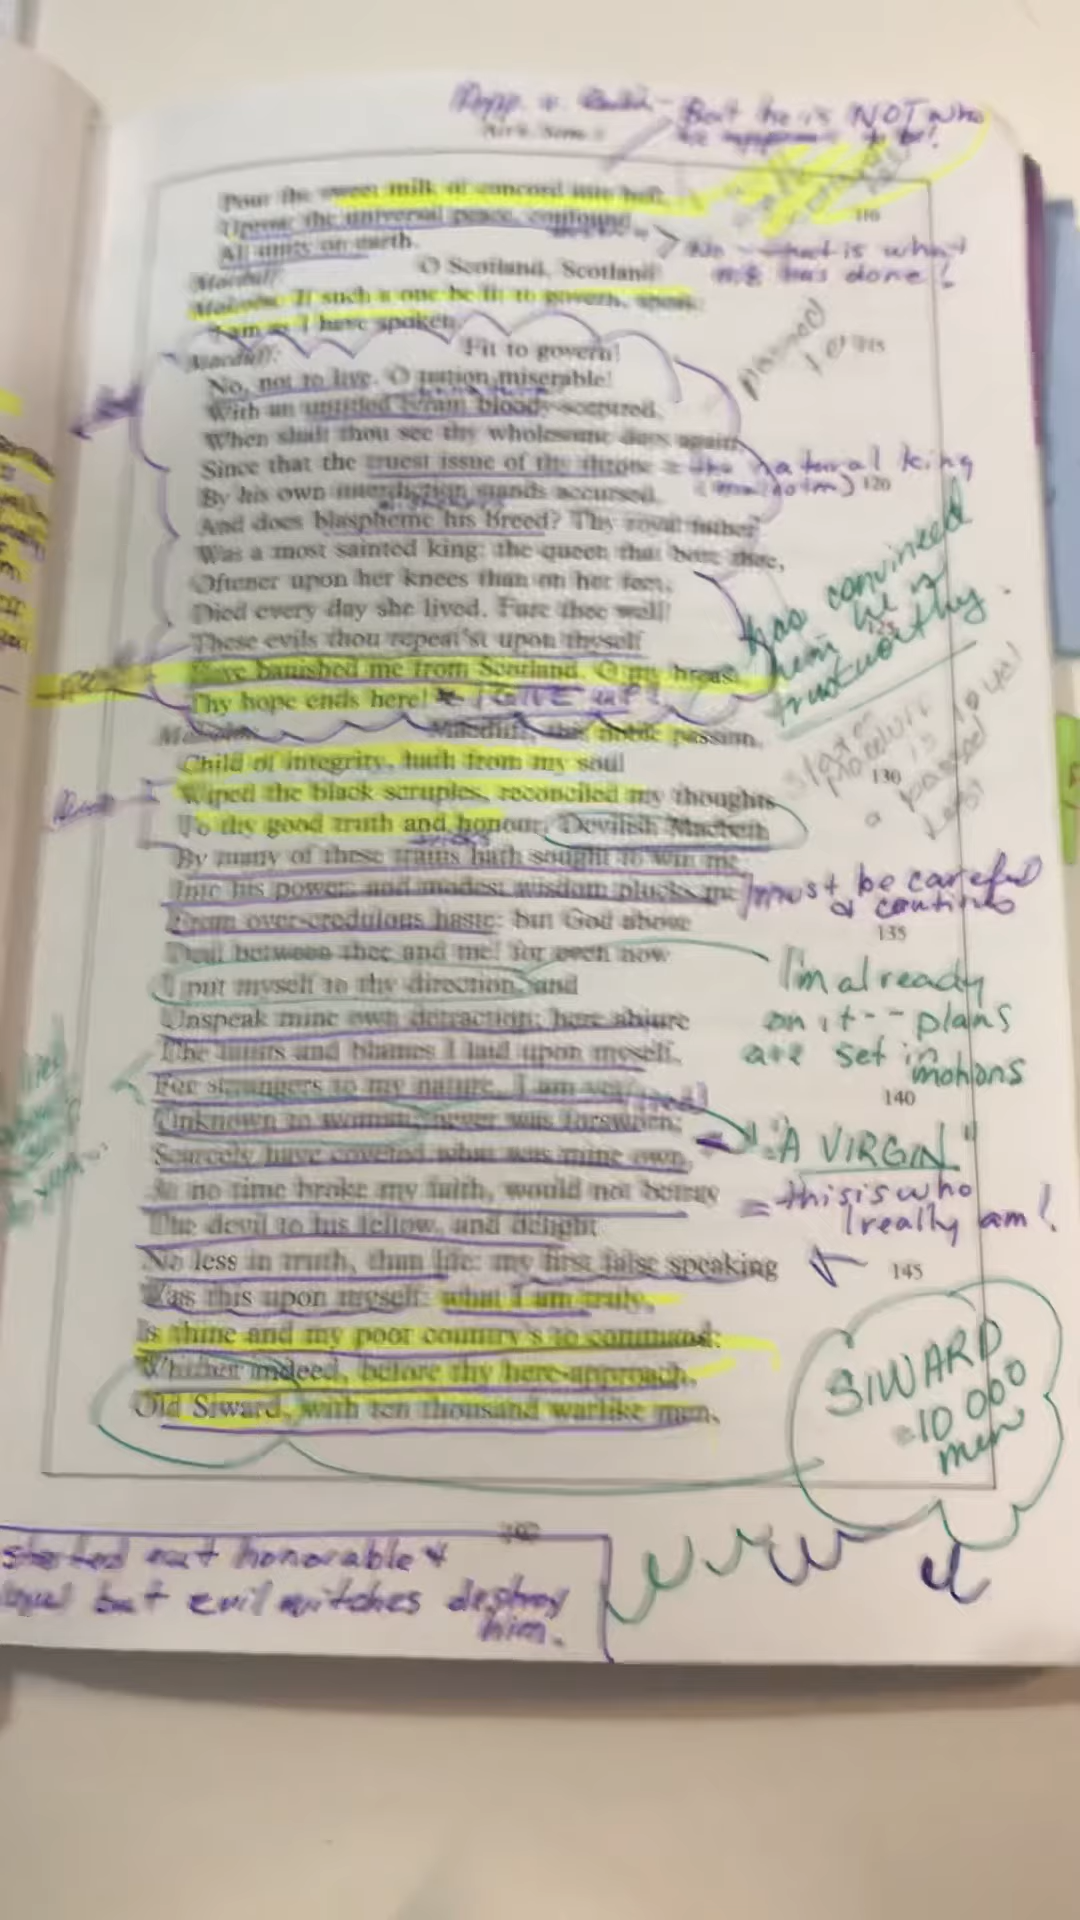 But he is NOT who
to be!
Pour the sweet milk of concord into hell,
Uproar the universal peace, confound
110
All unity on earth.
No - that is what
has done!
Macduff:
O Scotland, Scotland!
Malcolm: If such a one be fit to govern, speak:
I am as I have spoken.
Macduff:
Fit to govern!
No, not to live. O nation miserable!
With an untitled tyrant bloody-sceptred,
When shalt thou see thy wholesome days again,
Since that the truest issue of thy throne
= the natural king
(malcolm)
120
By his own interdiction stands accursed,
And does blaspheme his breed? Thy royal father
Was a most sainted king: the queen that bore thee,
Oftener upon her knees than on her feet,
Died every day she lived. Fare thee well!
has convinced
him he is
trustworthy.
125
These evils thou repeat'st upon thyself
Have banished me from Scotland. O my breast,
Thy hope ends here!
I GIVE up!
Malcolm:
Macduff, this noble passion,
Child of integrity, hath from my soul
Wiped the black scruples, reconciled my thoughts
130
To thy good truth and honour. Devilish Macbeth
By many of these trains hath sought to win me
Into his power; and modest wisdom plucks me
must be careful
From over-credulous haste: but God above
135
Deal between thee and me! for even now
I put myself to thy direction, and
I'm already
on it -- plans
are set in
motions
Unspeak mine own detraction; here abjure
The taints and blames I laid upon myself,
For strangers to my nature. I am yet
140
Unknown to woman, never was forsworn,
"A VIRGIN"
Scarcely have coveted what was mine own,
At no time broke my faith, would not betray
= this is who
I really am!
The devil to his fellow, and delight
No less in truth, than life: my first false speaking
145
Was this upon myself: what I am truly,
Is thine and my poor country's to command:
Whither indeed, before thy here-approach,
Old Siward, with ten thousand warlike men,
SIWARD
=10 000
men
started out honorable &
loyal but evil witches destroy
him.